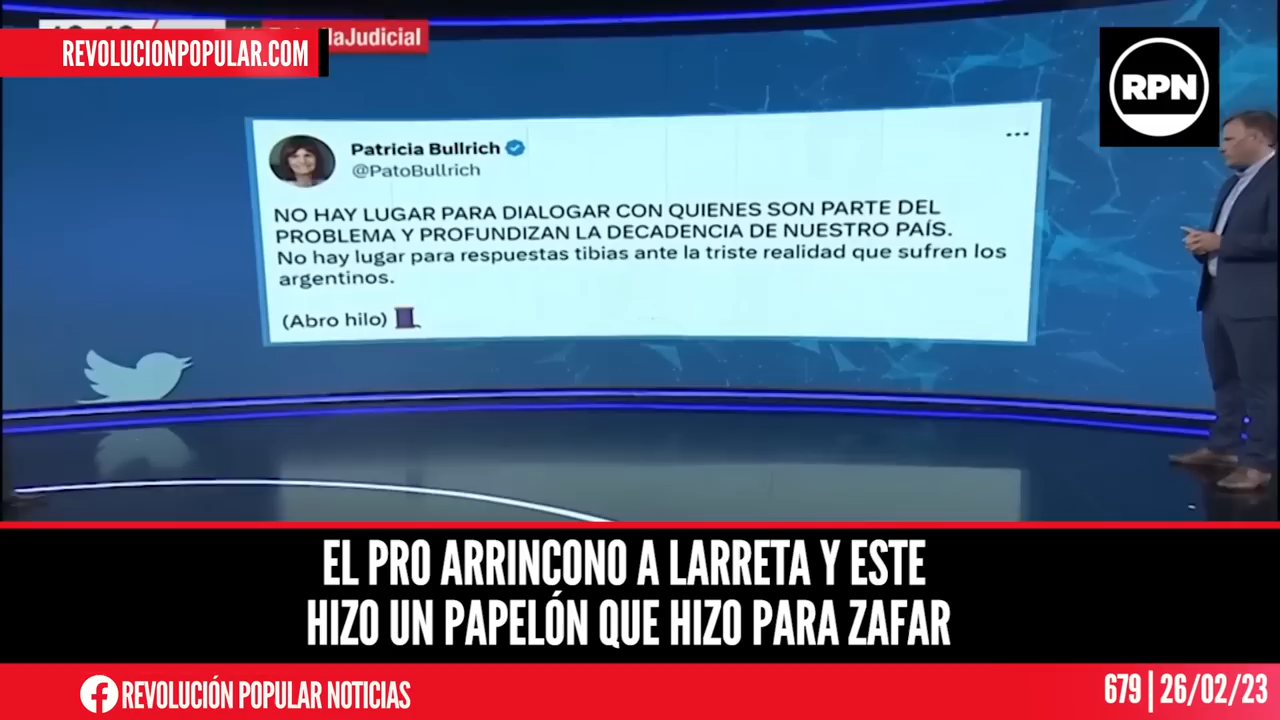 REVOLUCIONPOPULAR.COM
laJudicial
RPN
Patricia Bullrich
@PatoBullrich
NO HAY LUGAR PARA DIALOGAR CON QUIENES SON PARTE DEL
PROBLEMA Y PROFUNDIZAN LA DECADENCIA DE NUESTRO PAÍS.
No hay lugar para respuestas tibias ante la triste realidad que sufren los
argentinos.
(Abro hilo)
EL PRO ARRINCONO A LARRETA Y ESTE
HIZO UN PAPELÓN QUE HIZO PARA ZAFAR
REVOLUCIÓN POPULAR NOTICIAS
679 | 26/02/23